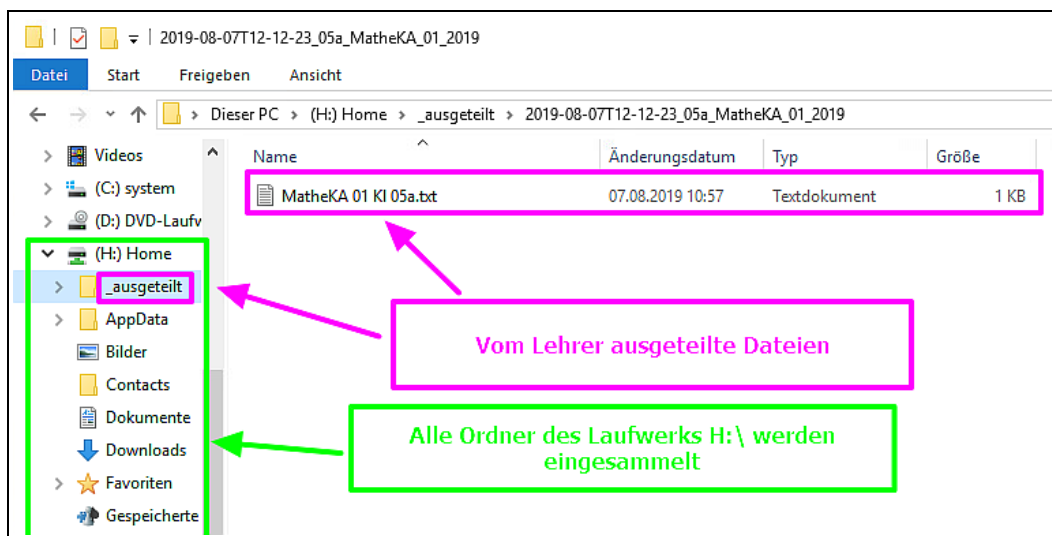 2019-08-07T12-12-23_05a_MatheKA_01_2019
Datei Start Freigeben Ansicht
Dieser PC > (H:) Home > _ausgeteilt > 2019-08-07T12-12-23_05a_MatheKA_01_2019
Name Änderungsdatum Typ Größe
MatheKA 01 KI 05a.txt 07.08.2019 10:57 Textdokument 1 KB
Videos
(C:) system
(D:) DVD-Laufv
(H:) Home
_ausgeteilt
AppData
Bilder
Contacts
Dokumente
Downloads
Favoriten
Gespeicherte
Vom Lehrer ausgeteilte Dateien
Alle Ordner des Laufwerks H:\ werden
eingesammelt